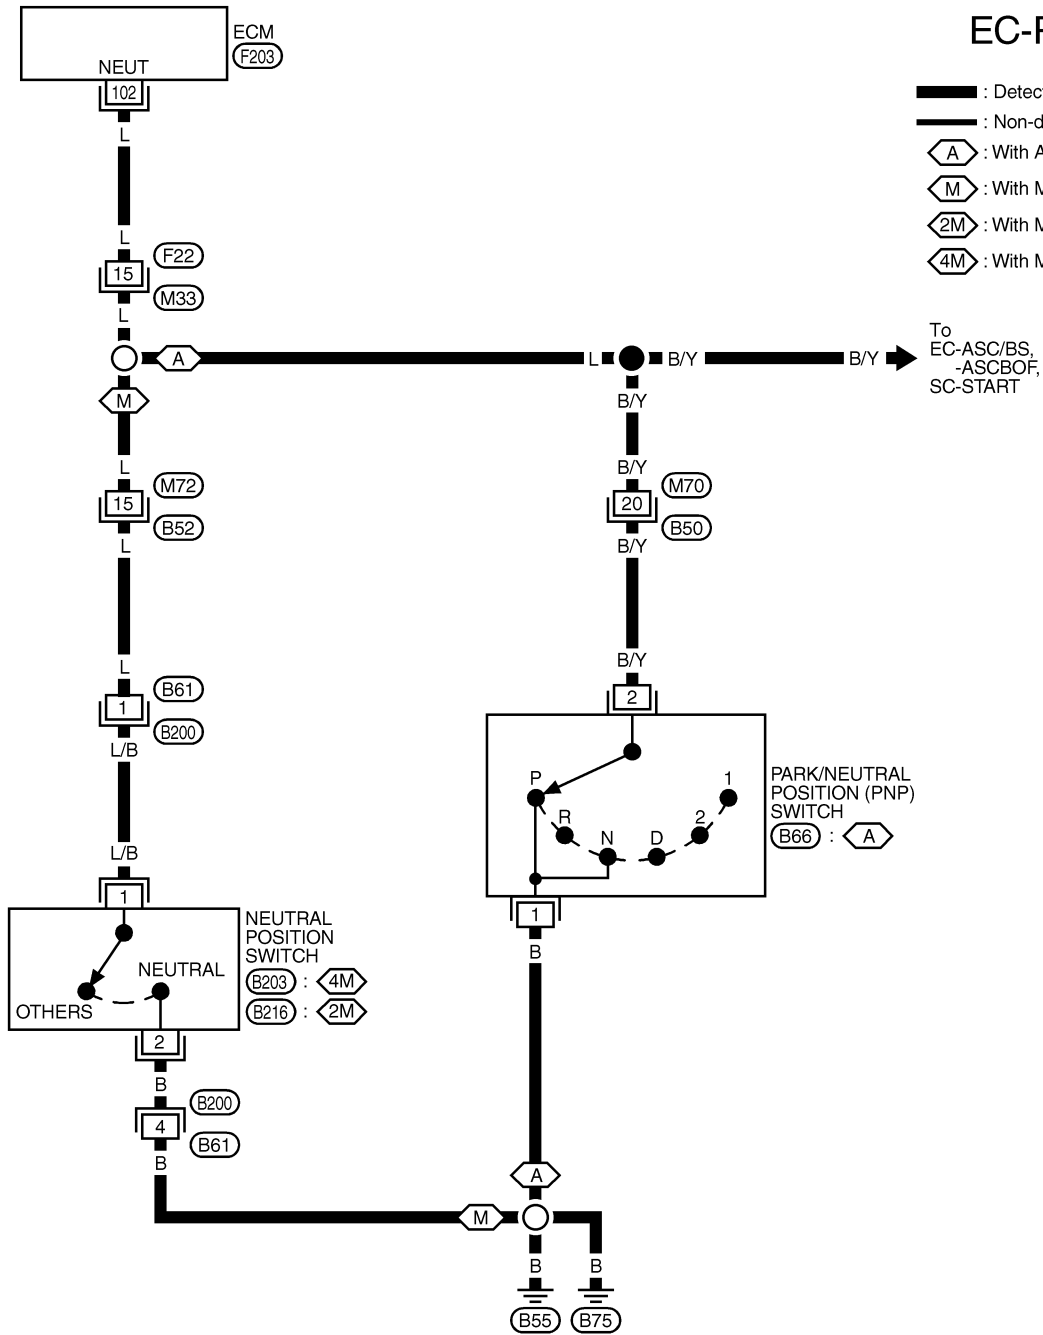 EC-P
ECM
F203
NEUT
102
L
: Detec
: Non-d
A : With A
M : With M
2M : With M
4M : With M
L
F22
15
M33
L
A
L
B/Y
B/Y
To
EC-ASC/BS,
-ASCBOF,
SC-START
M
B/Y
L
B/Y
M72
M70
15
20
B52
B50
L
B/Y
L
B/Y
B61
1
2
B200
L/B
P
R
N
D
2
1
PARK/NEUTRAL
POSITION (PNP)
SWITCH
B66 : A
L/B
1
1
NEUTRAL
POSITION
SWITCH
B203 : 4M
B216 : 2M
NEUTRAL
OTHERS
B
2
B
B200
4
B61
B
A
M
B
B
B55
B75